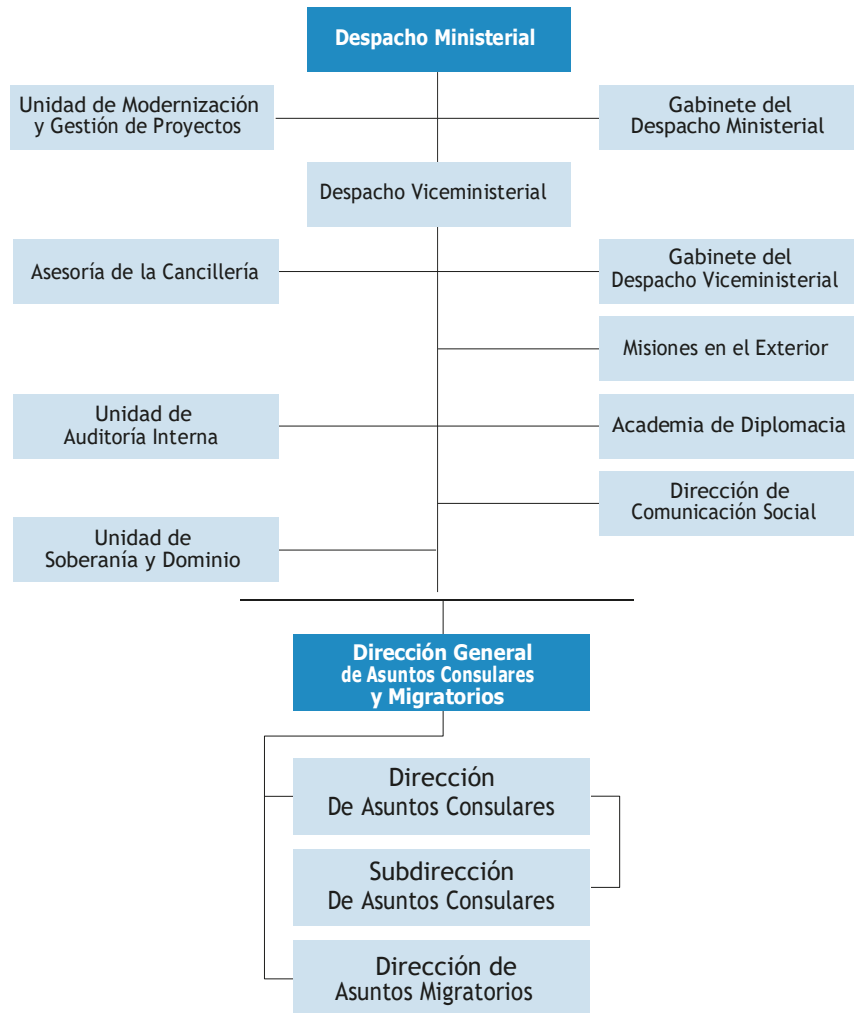 Despacho Ministerial
Unidad de Modernización
y Gestión de Proyectos
Gabinete del
Despacho Ministerial
Despacho Viceministerial
Asesoría de la Cancillería
Gabinete del
Despacho Viceministerial
Misiones en el Exterior
Unidad de
Auditoría Interna
Academia de Diplomacia
Dirección de
Comunicación Social
Unidad de
Soberanía y Dominio
Dirección General
de Asuntos Consulares
y Migratorios
Dirección
De Asuntos Consulares
Subdirección
De Asuntos Consulares
Dirección de
Asuntos Migratorios